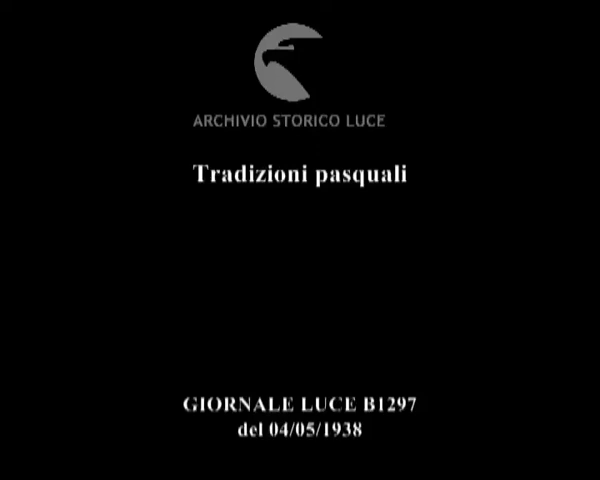 ARCHIVIO STORICO LUCE
Tradizioni pasquali
GIORNALE LUCE B1297
del 04/05/1938